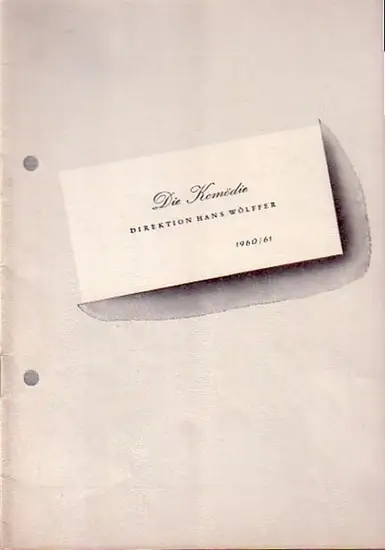 Die Komödie
DIREKTION HANS WÖLFFER
1960/61